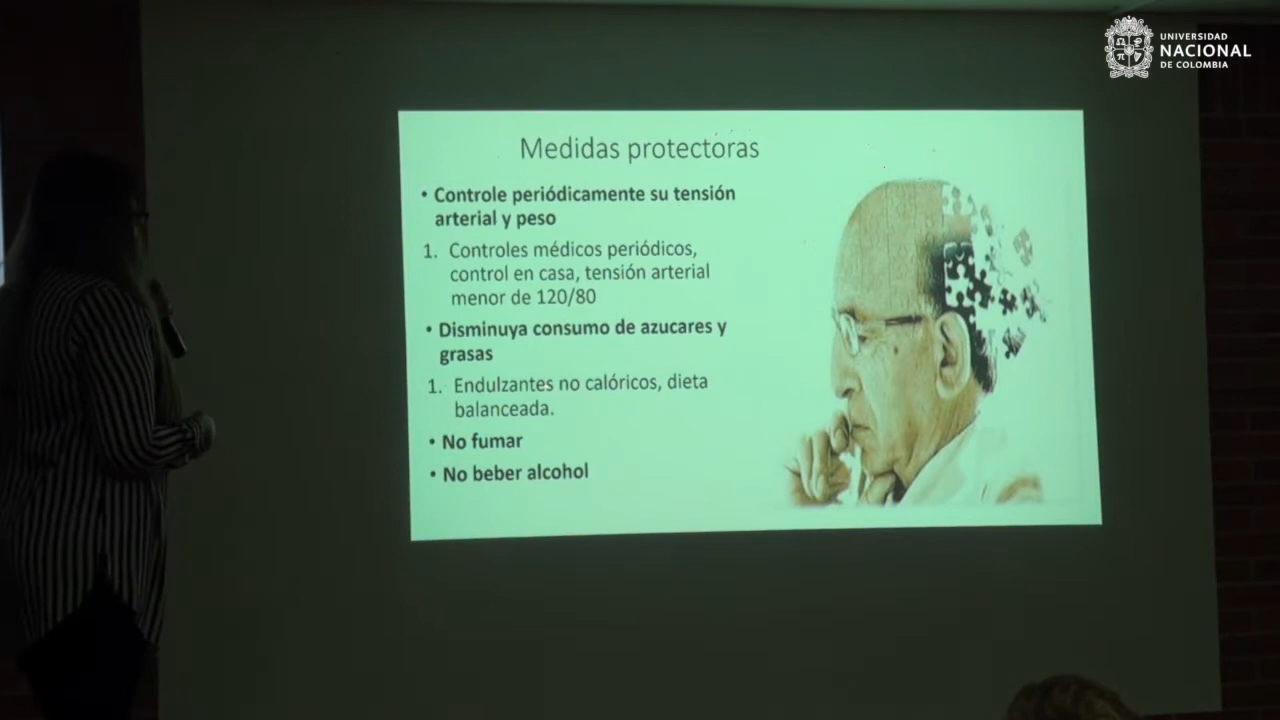 UNIVERSIDAD
NACIONAL
DE COLOMBIA
Medidas protectoras
• Controle periódicamente su tensión
arterial y peso
1. Controles médicos periódicos,
control en casa, tensión arterial
menor de 120/80
• Disminuya consumo de azucares y
grasas
1. Endulzantes no calóricos, dieta
balanceada.
• No fumar
• No beber alcohol